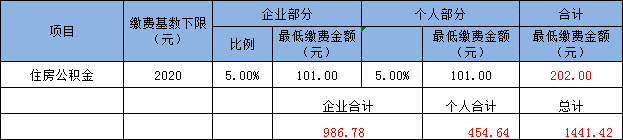 项目 缴费基数下限（元） 企业部分 个人部分 合计
比例 最低缴费金额（元） 最低缴费金额（元） 最低缴费金额（元）
住房公积金 2020 5.00% 101.00 5.00% 101.00 202.00
企业合计 个人合计 总计
986.78 454.64 1441.42